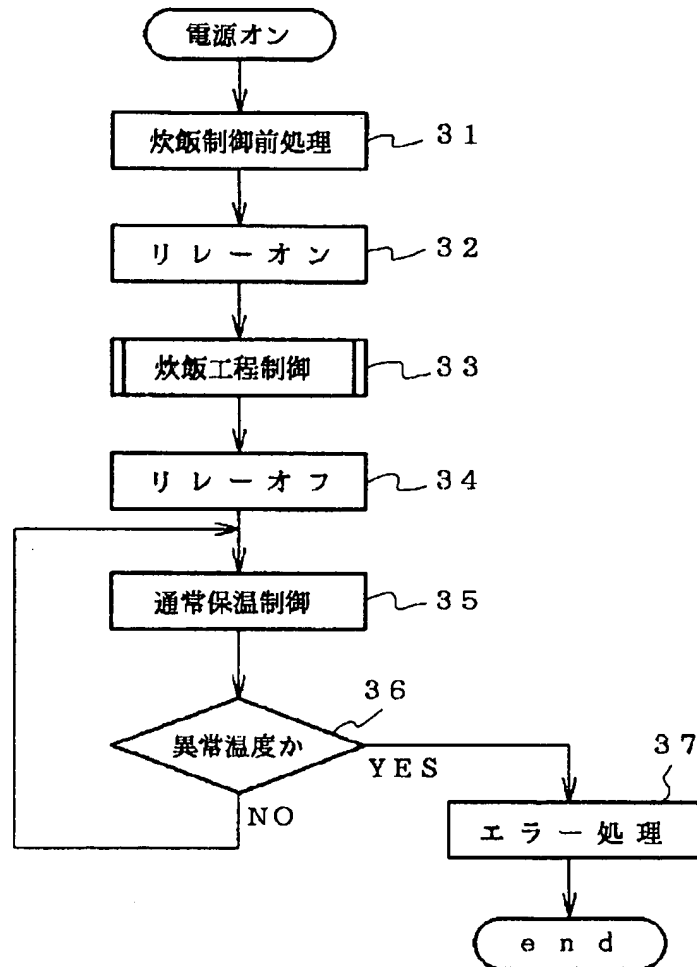 電源オン
炊飯制御前処理 31
リレーオン 32
炊飯工程制御 33
リレーオフ 34
通常保温制御 35
36
異常温度か
YES
NO
37
エラー処理
end